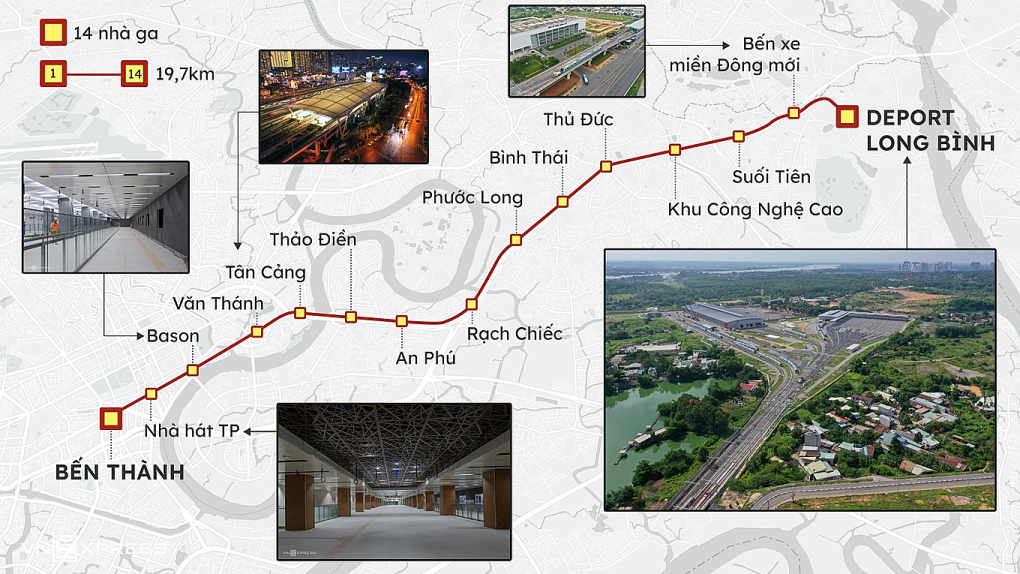 14 nhà ga
1
14
19,7km
Bến xe
miền Đông mới
DEPORT
LONG BÌNH
Thủ Đức
Bình Thái
Suối Tiên
Phước Long
Khu Công Nghệ Cao
Thảo Điền
Tân Cảng
Văn Thánh
Bason
Rạch Chiếc
An Phú
Nhà hát TP
BẾN THÀNH
VNEXPRESS